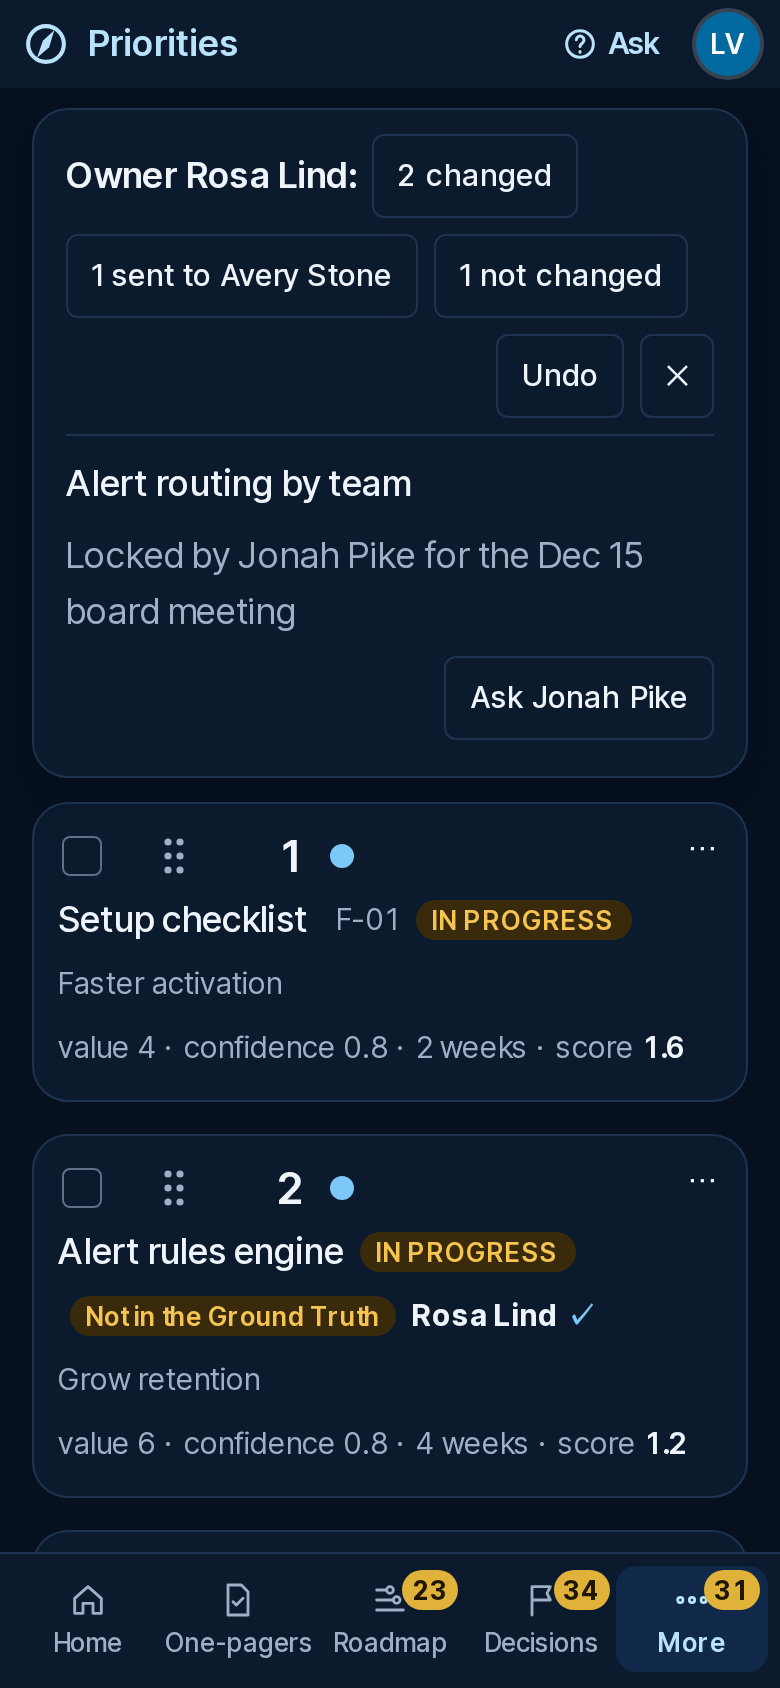 Priorities
Ask
LV
Owner Rosa Lind: 2 changed
1 sent to Avery Stone 1 not changed
Undo ×
Alert routing by team
Locked by Jonah Pike for the Dec 15
board meeting
Ask Jonah Pike
1 ...
Setup checklist F-01 IN PROGRESS
Faster activation
value 4 · confidence 0.8 · 2 weeks · score 1.6
2 ...
Alert rules engine IN PROGRESS
Not in the Ground Truth Rosa Lind ✓
Grow retention
value 6 · confidence 0.8 · 4 weeks · score 1.2
23 34 31
Home One-pagers Roadmap Decisions More